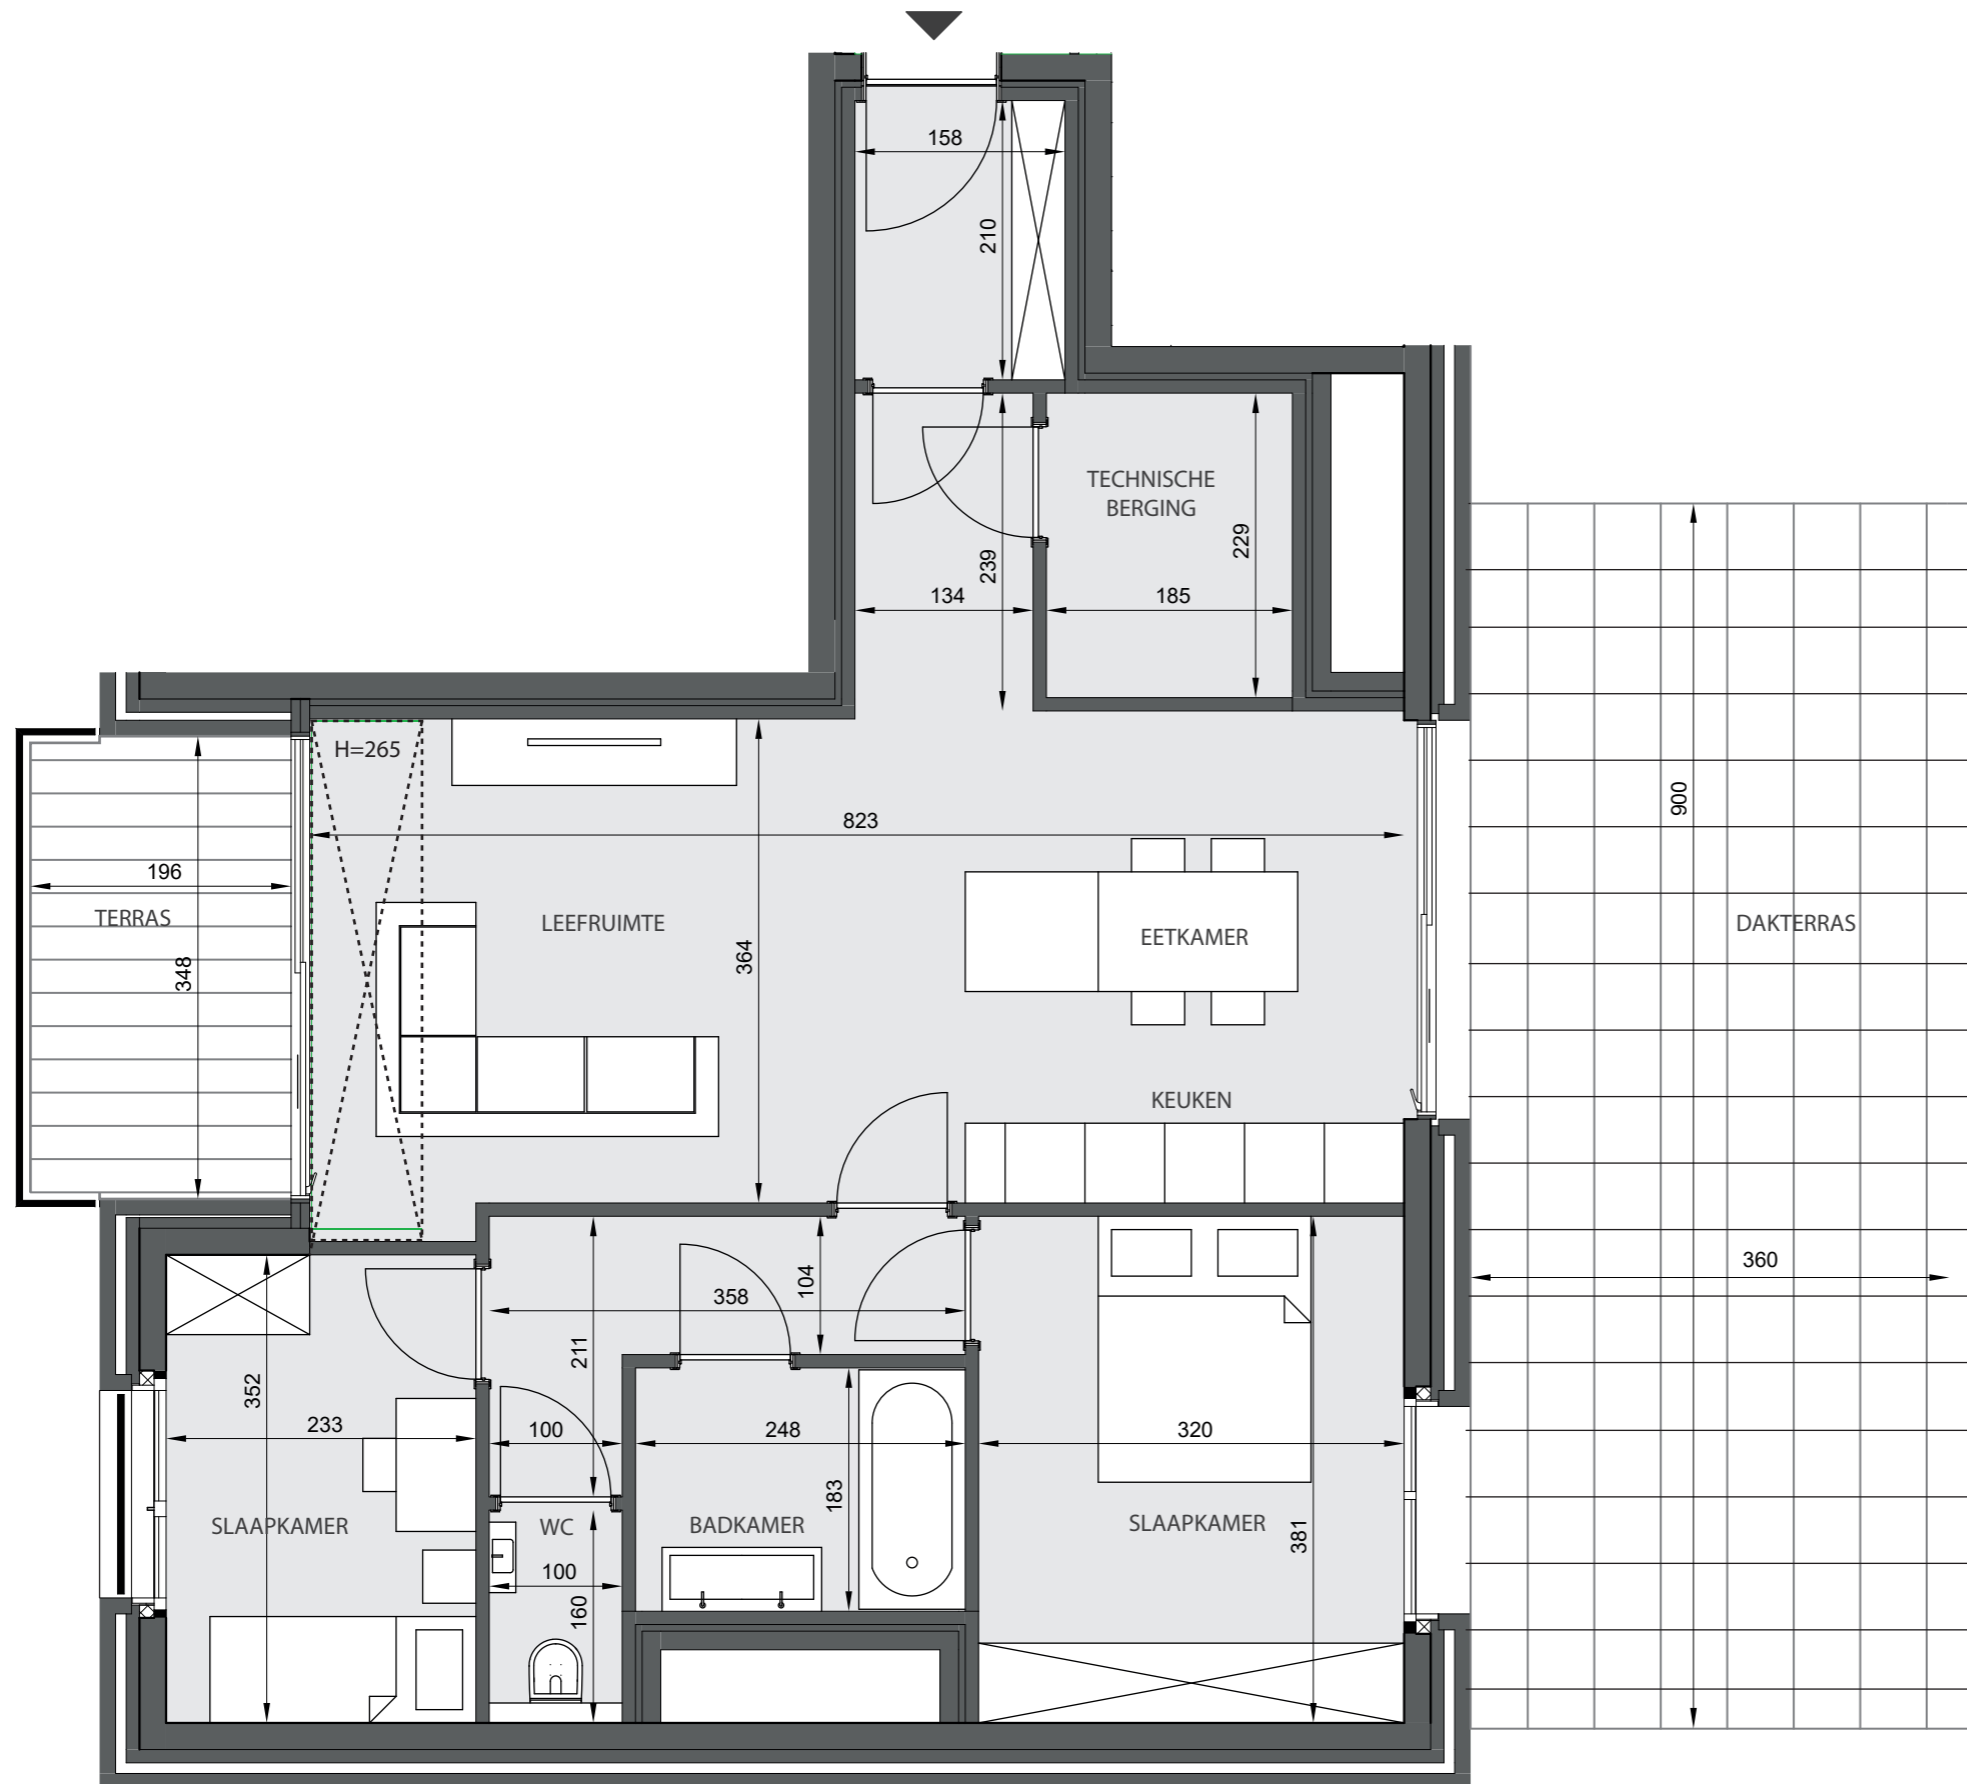 158
210
TECHNISCHE
BERGING
239
229
134
185
H=265
823
900
196
TERRAS
348
LEEFRUIMTE
364
EETKAMER
DAKTERRAS
KEUKEN
360
104
358
211
352
233
100
248
320
183
SLAAPKAMER
WC
BADKAMER
SLAAPKAMER
381
100
160